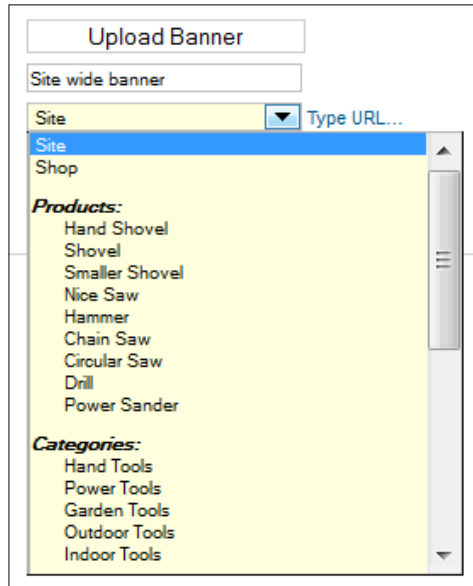 Upload Banner
Site wide banner
Site Type URL...
Site
Shop
Products:
Hand Shovel
Shovel
Smaller Shovel
Nice Saw
Hammer
Chain Saw
Circular Saw
Drill
Power Sander
Categories:
Hand Tools
Power Tools
Garden Tools
Outdoor Tools
Indoor Tools